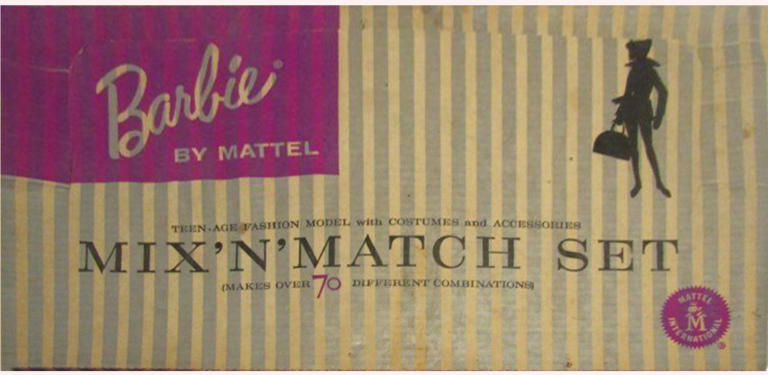 Barbie
BY MATTEL
TEEN-AGE FASHION MODEL with COSTUMES and ACCESSORIES
MIX'N'MATCH SET
(MAKES OVER 70 DIFFERENT COMBINATIONS)
MATTEL
M
INTERNATIONAL
®